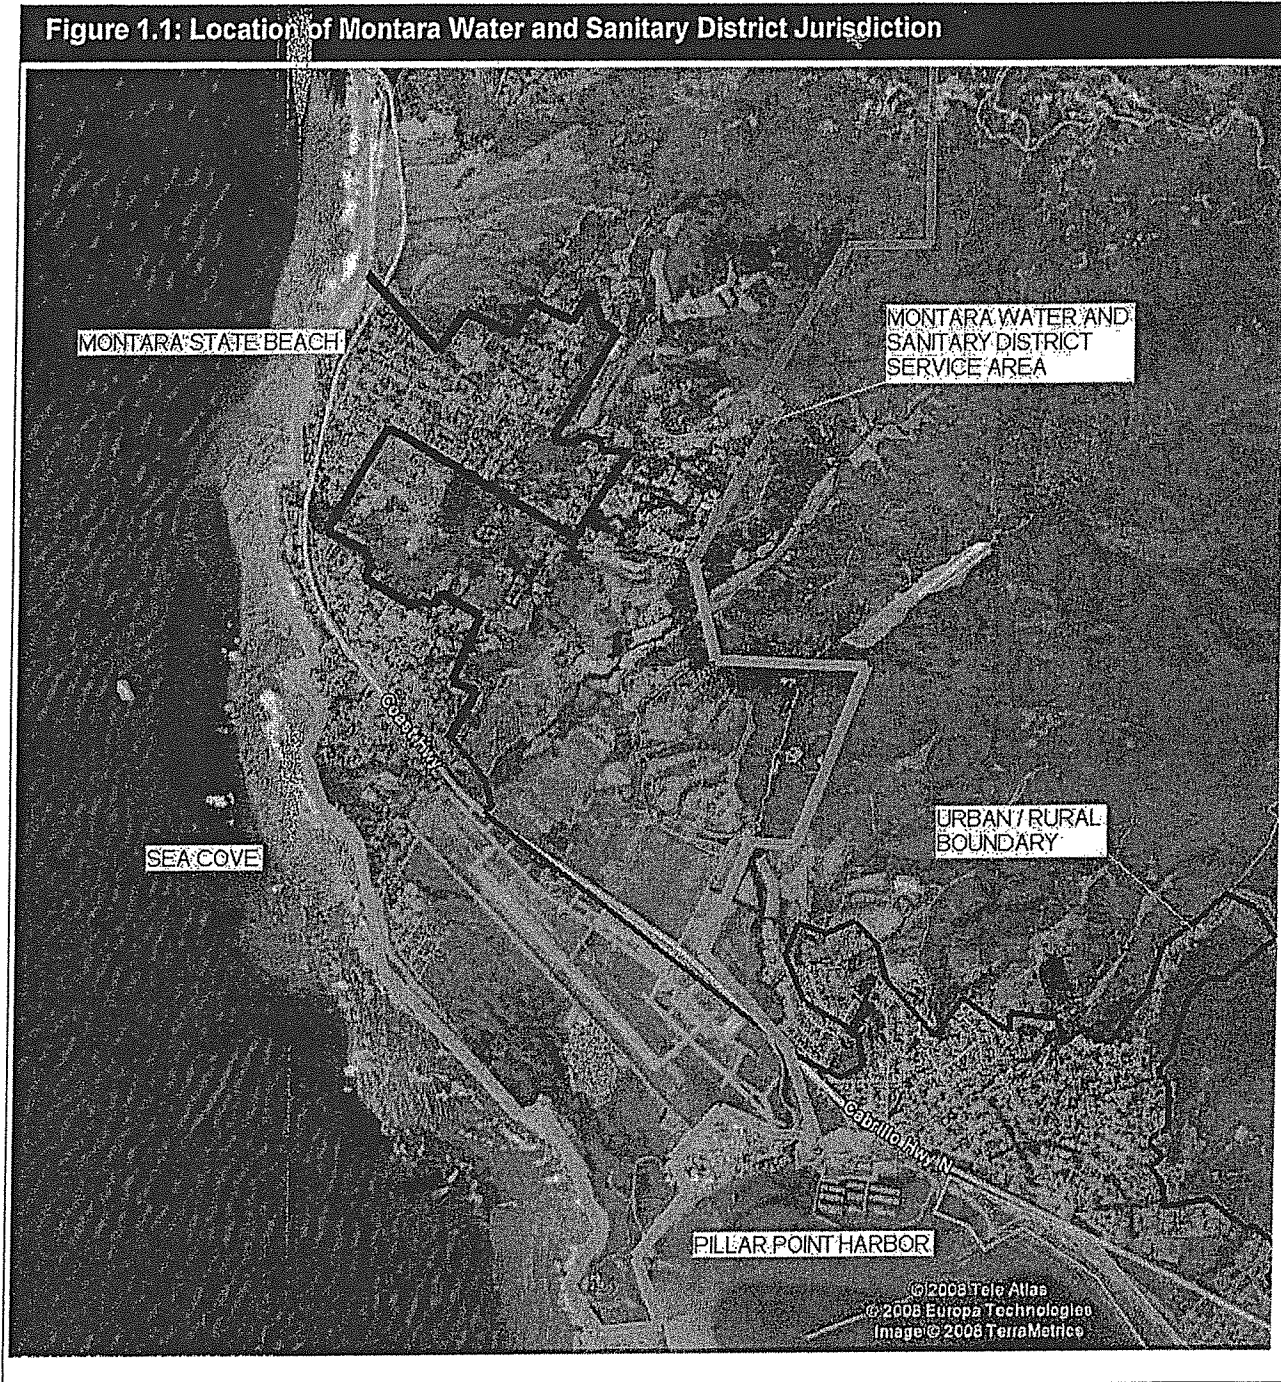 Figure 1.1: Location of Montara Water and Sanitary District Jurisdiction
MONTARA STATE BEACH
MONTARA WATER AND
SANITARY DISTRICT
SERVICE AREA
Coast Hwy
URBAN / RURAL
BOUNDARY
SEA COVE
Cabrillo Hwy N
PILLAR POINT HARBOR
© 2008 Tele Atlas
© 2008 Europa Technologies
Image © 2008 TerraMetrics